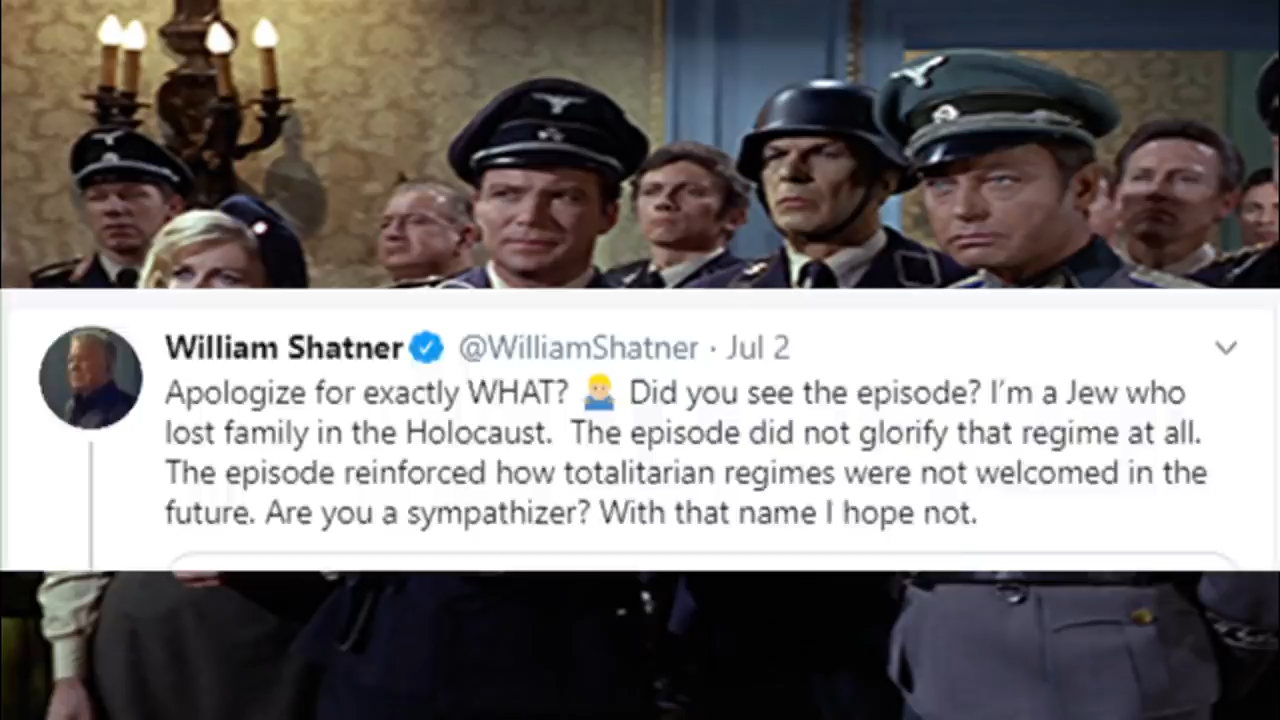 William Shatner @WilliamShatner · Jul 2
Apologize for exactly WHAT? 🤷🏼‍♂️ Did you see the episode? I'm a Jew who
lost family in the Holocaust. The episode did not glorify that regime at all.
The episode reinforced how totalitarian regimes were not welcomed in the
future. Are you a sympathizer? With that name I hope not.